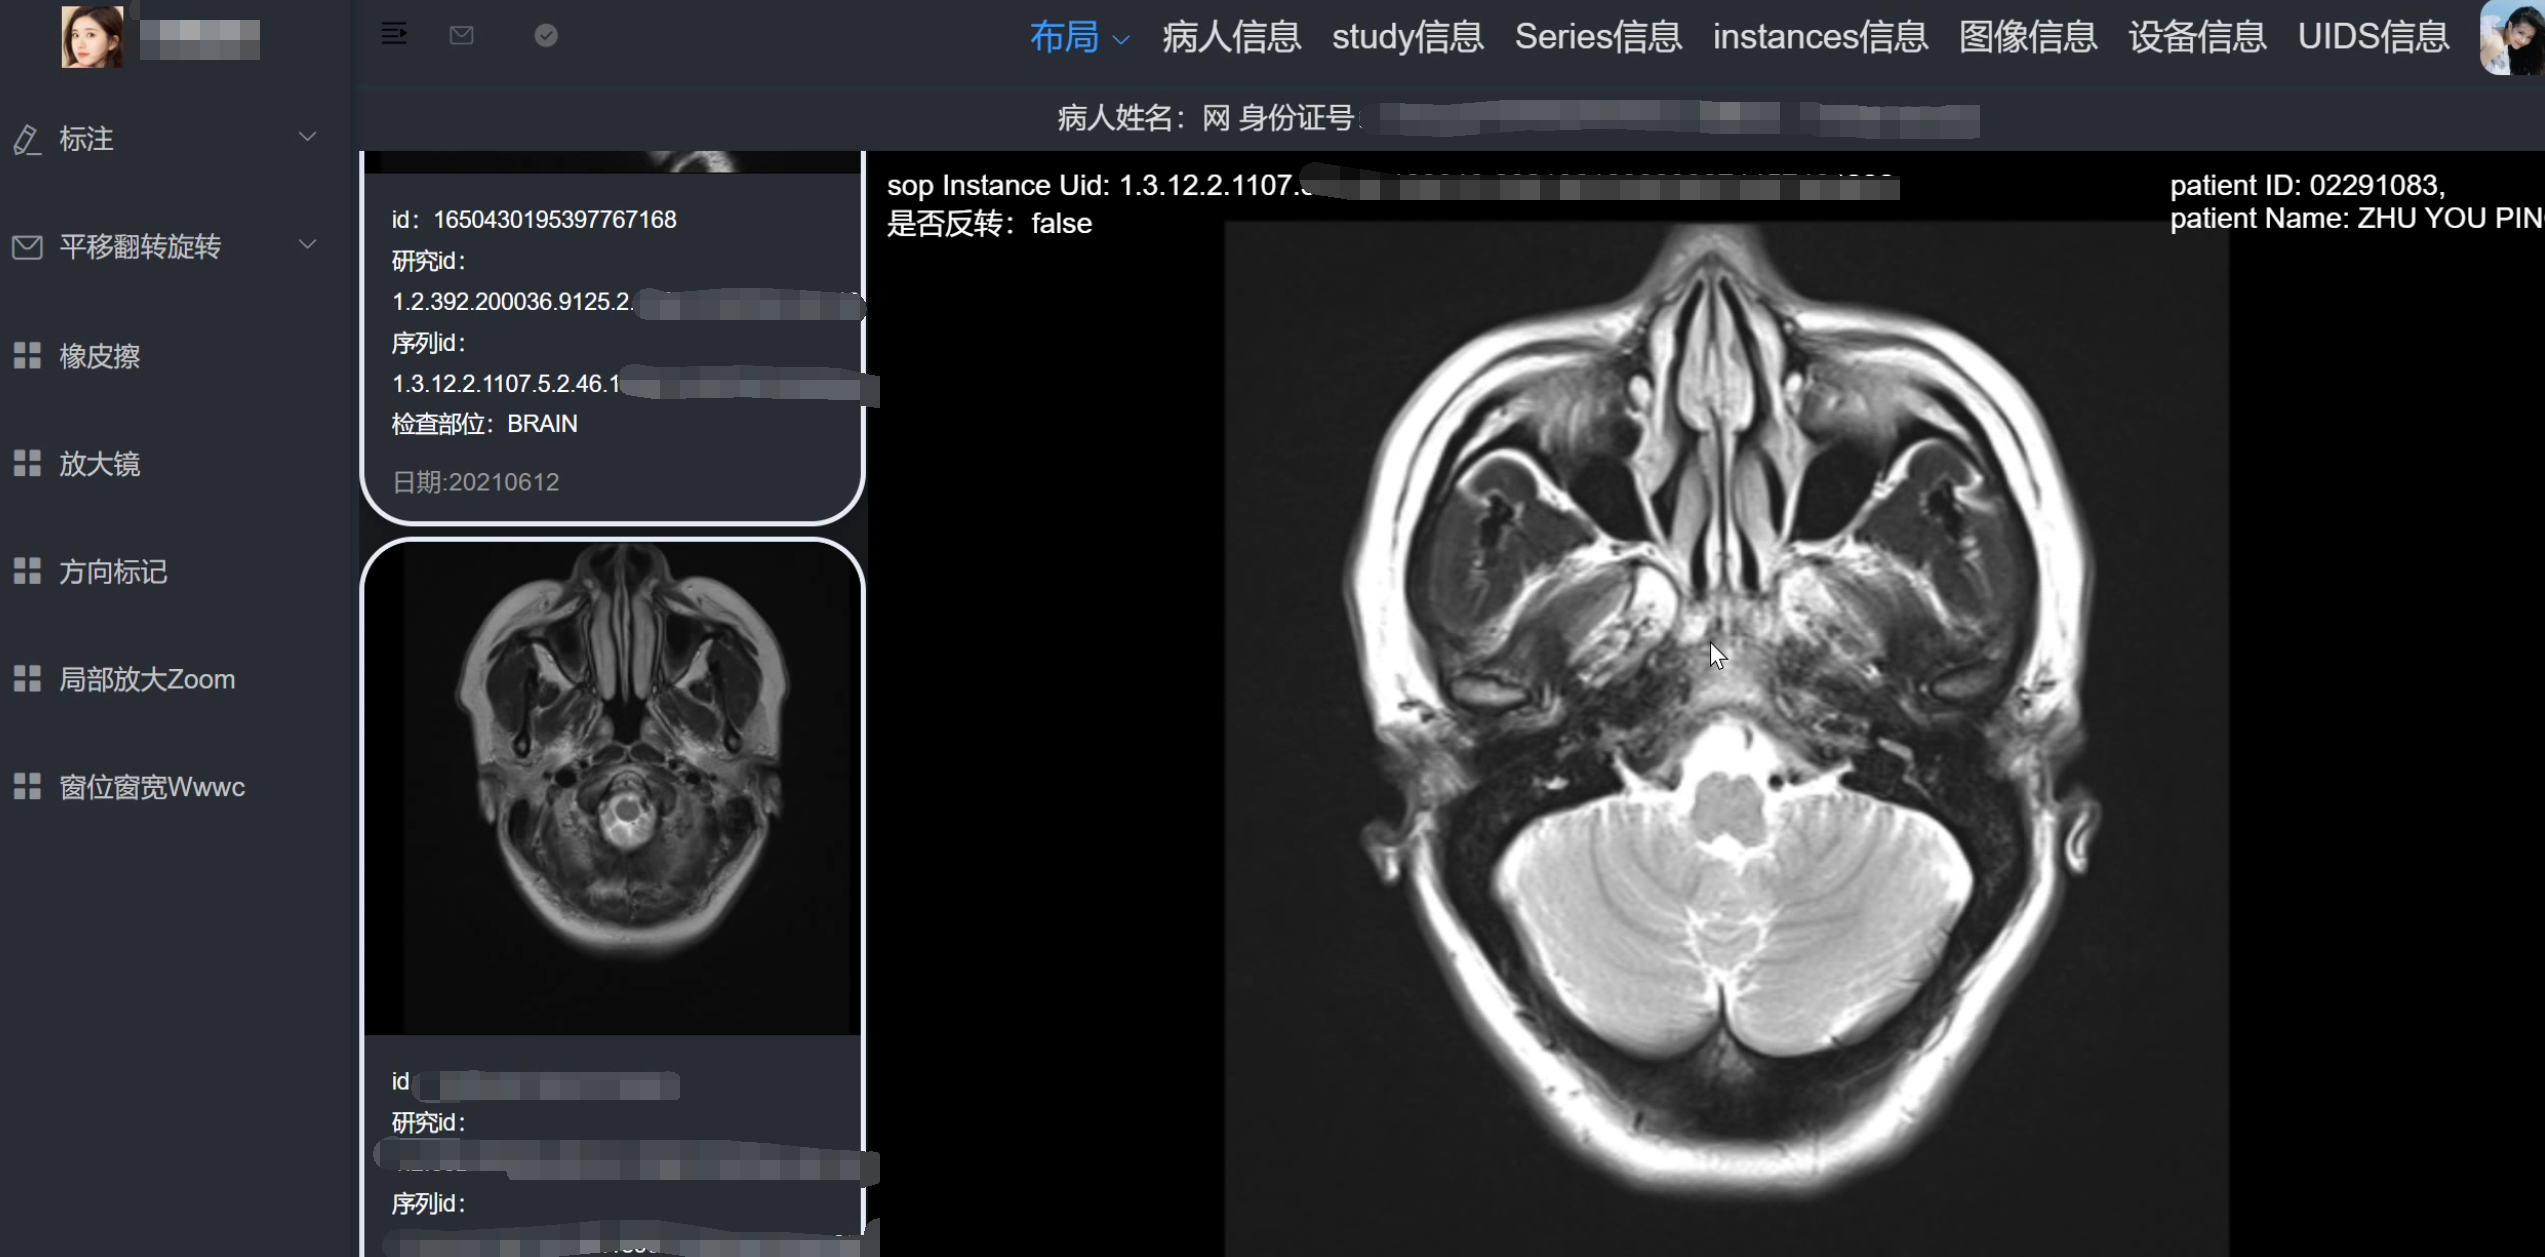 布局 病人信息 study信息 Series信息 instances信息 图像信息 设备信息 UIDS信息
病人姓名：网 身份证号
标注
平移翻转旋转
橡皮擦
放大镜
方向标记
局部放大Zoom
窗位窗宽Wwwc
id：1650430195397767168
研究id：
1.2.392.200036.9125.2.
序列id：
1.3.12.2.1107.5.2.46.1
检查部位：BRAIN
日期:20210612
id
研究id：
序列id：
sop Instance Uid: 1.3.12.2.1107.
是否反转：false
patient ID: 02291083,
patient Name: ZHU YOU PIN